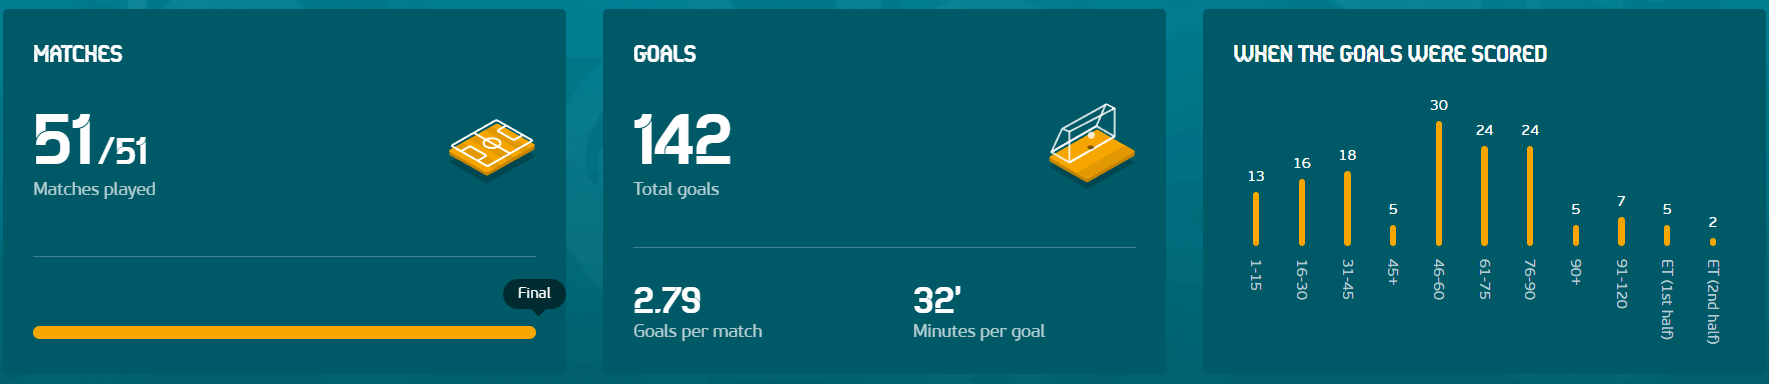 MATCHES
51/51
Matches played
Final
GOALS
142
Total goals
2.79
Goals per match
32'
Minutes per goal
WHEN THE GOALS WERE SCORED
13
16
18
5
30
24
24
5
7
5
2
1-15
16-30
31-45
45+
46-60
61-75
76-90
90+
91-120
ET (1st half)
ET (2nd half)